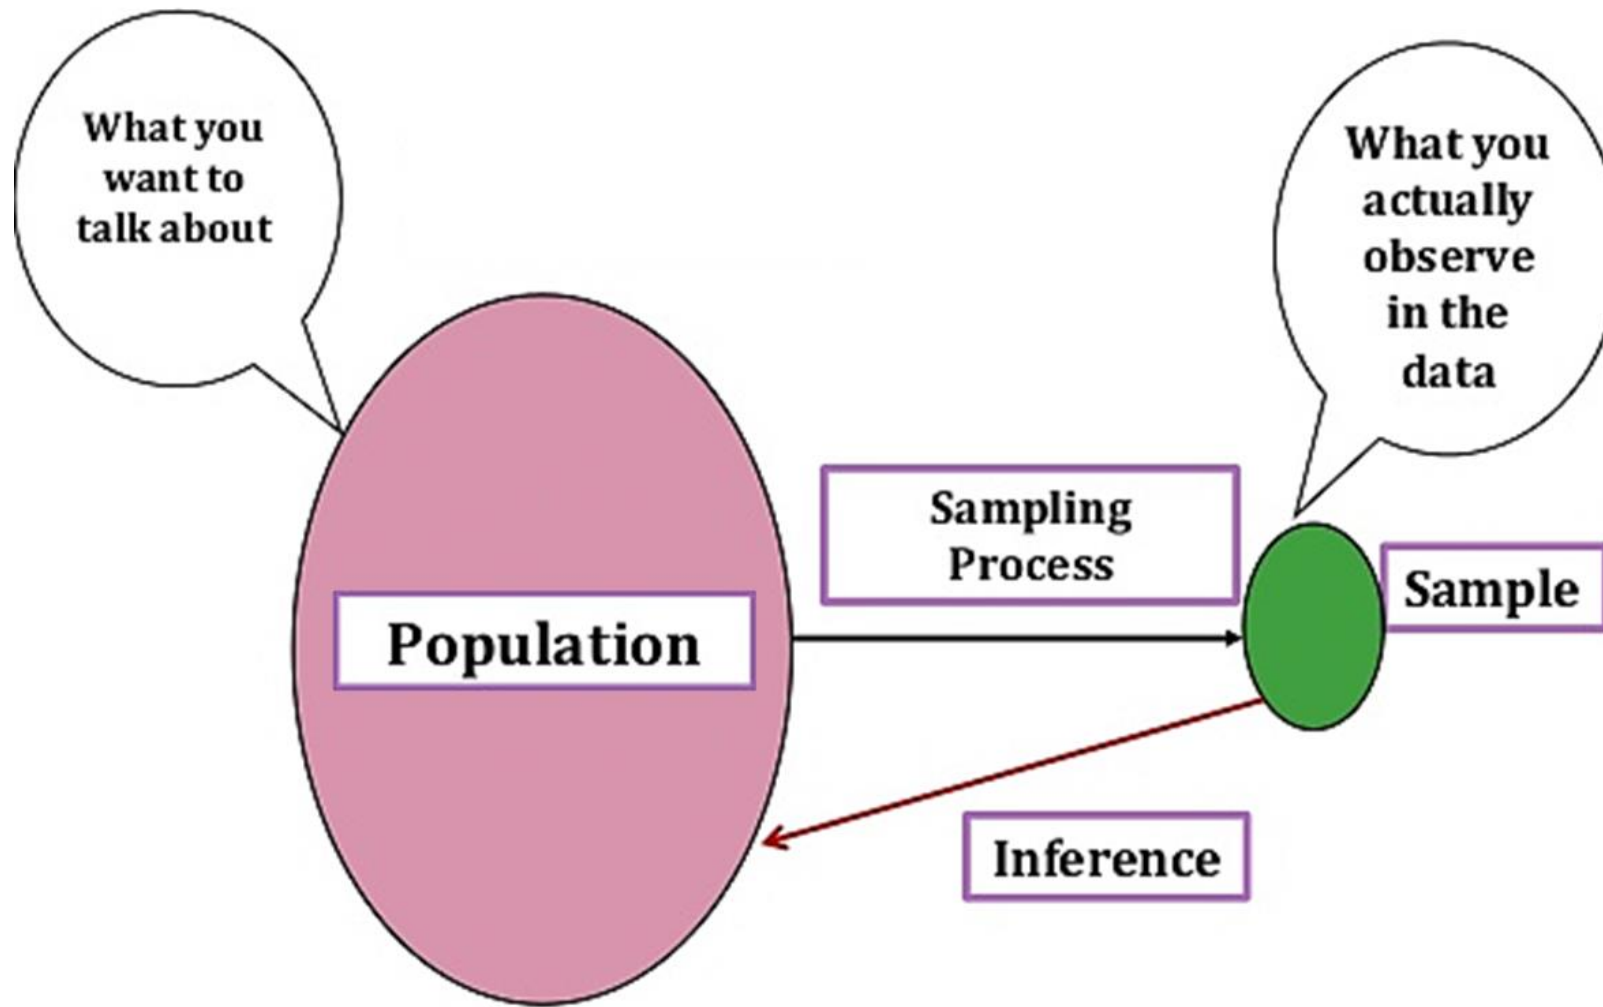 What you
want to
talk about
What you
actually
observe
in the
data
Sampling
Process
Population
Sample
Inference